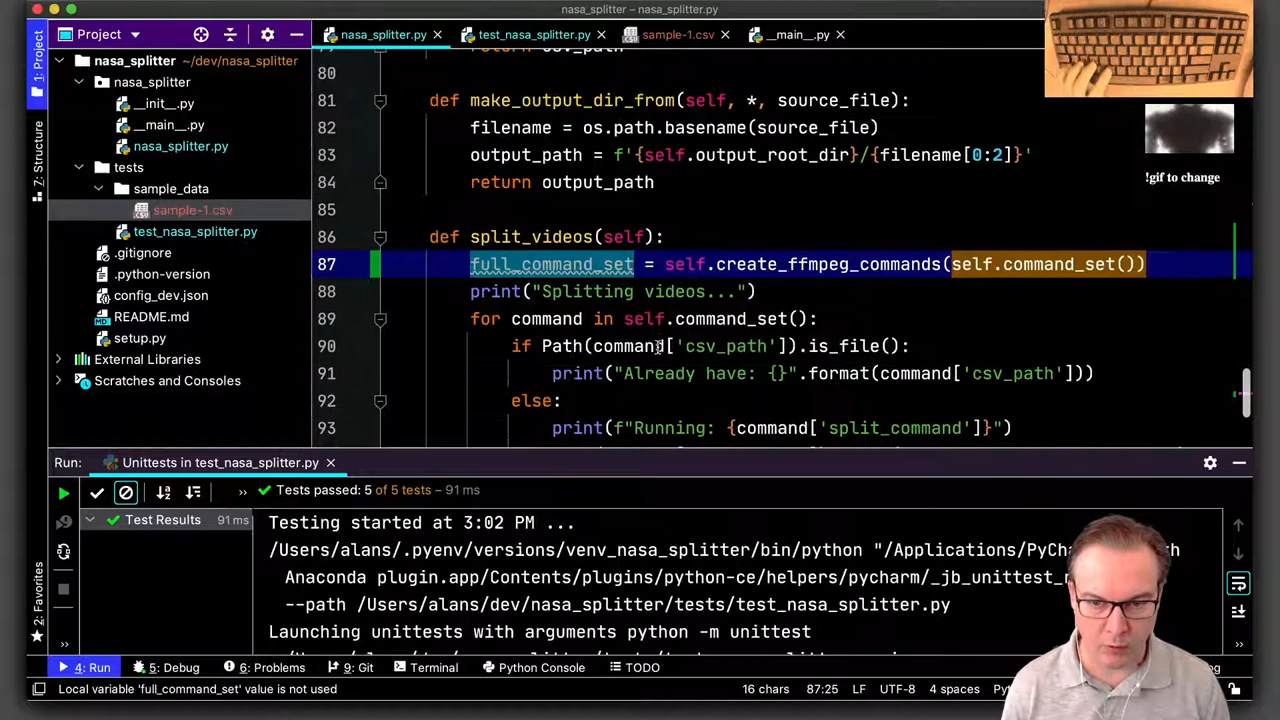 nasa_splitter – nasa_splitter.py
1: Project
Project
nasa_splitter.py
test_nasa_splitter.py
sample-1.csv
__main__.py
nasa_splitter ~/dev/nasa_splitter
nasa_splitter
__init__.py
__main__.py
nasa_splitter.py
tests
sample_data
sample-1.csv
test_nasa_splitter.py
.gitignore
.python-version
config_dev.py
README.md
setup.py
External Libraries
Scratches and Consoles
7: Structure
2: Favorites
80
81 def make_output_dir_from(self, *, source_file):
82 filename = os.path.basename(source_file)
83 output_path = f'{self.output_root_dir}/{filename[0:2]}'
84 return output_path
85
86 def split_videos(self):
87 full_command_set = self.create_ffmpeg_commands(self.command_set())
88 print("Splitting videos...")
89 for command in self.command_set():
90 if Path(command['csv_path']).is_file():
91 print("Already have: {}".format(command['csv_path']))
92 else:
93 print(f"Running: {command['split_command']}")
!gif to change
Run: Unittests in test_nasa_splitter.py
Tests passed: 5 of 5 tests – 91 ms
Test Results 91 ms
Testing started at 3:02 PM ...
/Users/alans/.pyenv/versions/venv_nasa_splitter/bin/python "/Applications/PyCha
Anaconda plugin.app/Contents/plugins/python-ce/helpers/pycharm/_jb_unittest_
--path /Users/alans/dev/nasa_splitter/tests/test_nasa_splitter.py
Launching unittests with arguments python -m unittest
4: Run
5: Debug
6: Problems
9: Git
Terminal
Python Console
TODO
Local variable 'full_command_set' value is not used
16 chars
87:25
LF
UTF-8
4 spaces